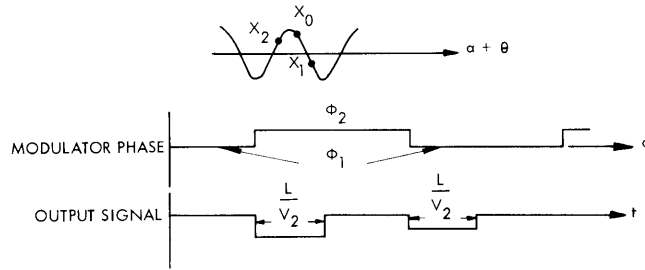 X₀
X₂
X₁
α + θ
Φ₂
MODULATOR PHASE
Φ₁
L
V₂
L
V₂
OUTPUT SIGNAL
t